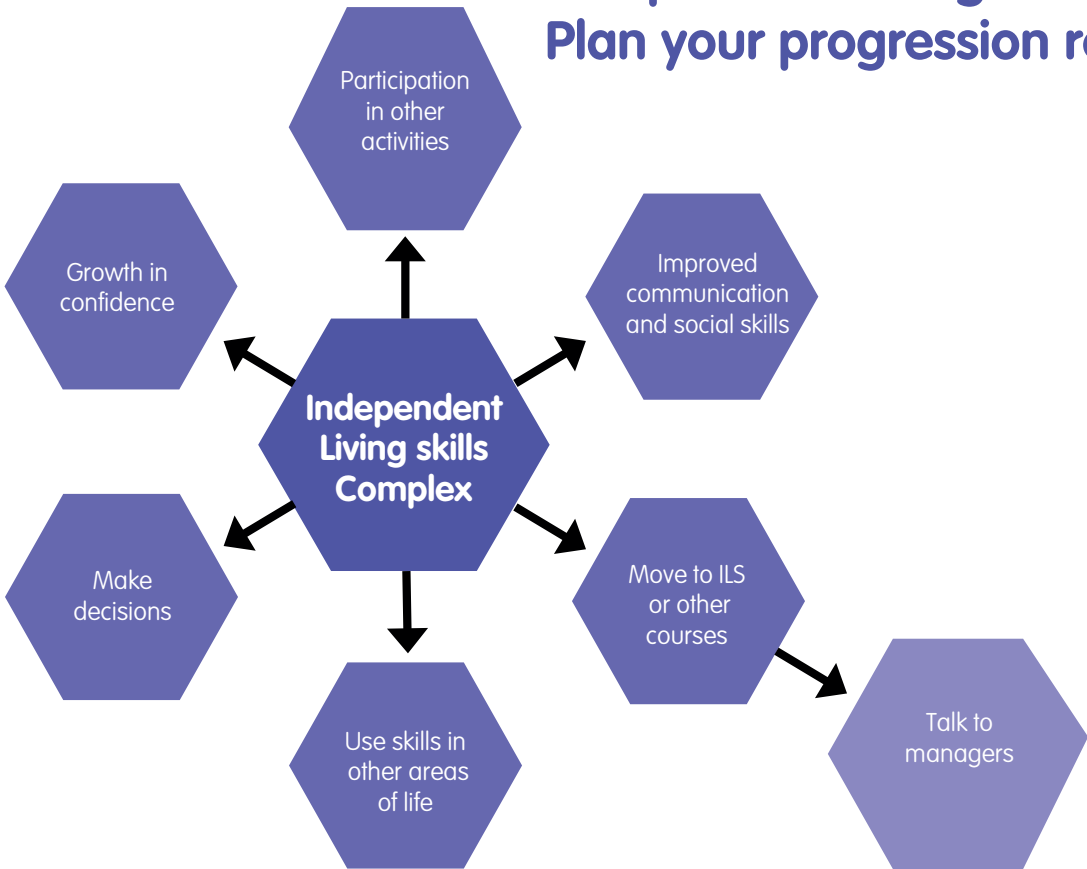 Plan your progression
Participation
in other
activities
Growth in
confidence
Improved
communication
and social skills
Independent
Living skills
Complex
Make
decisions
Move to ILS
or other
courses
Use skills in
other areas
of life
Talk to
managers